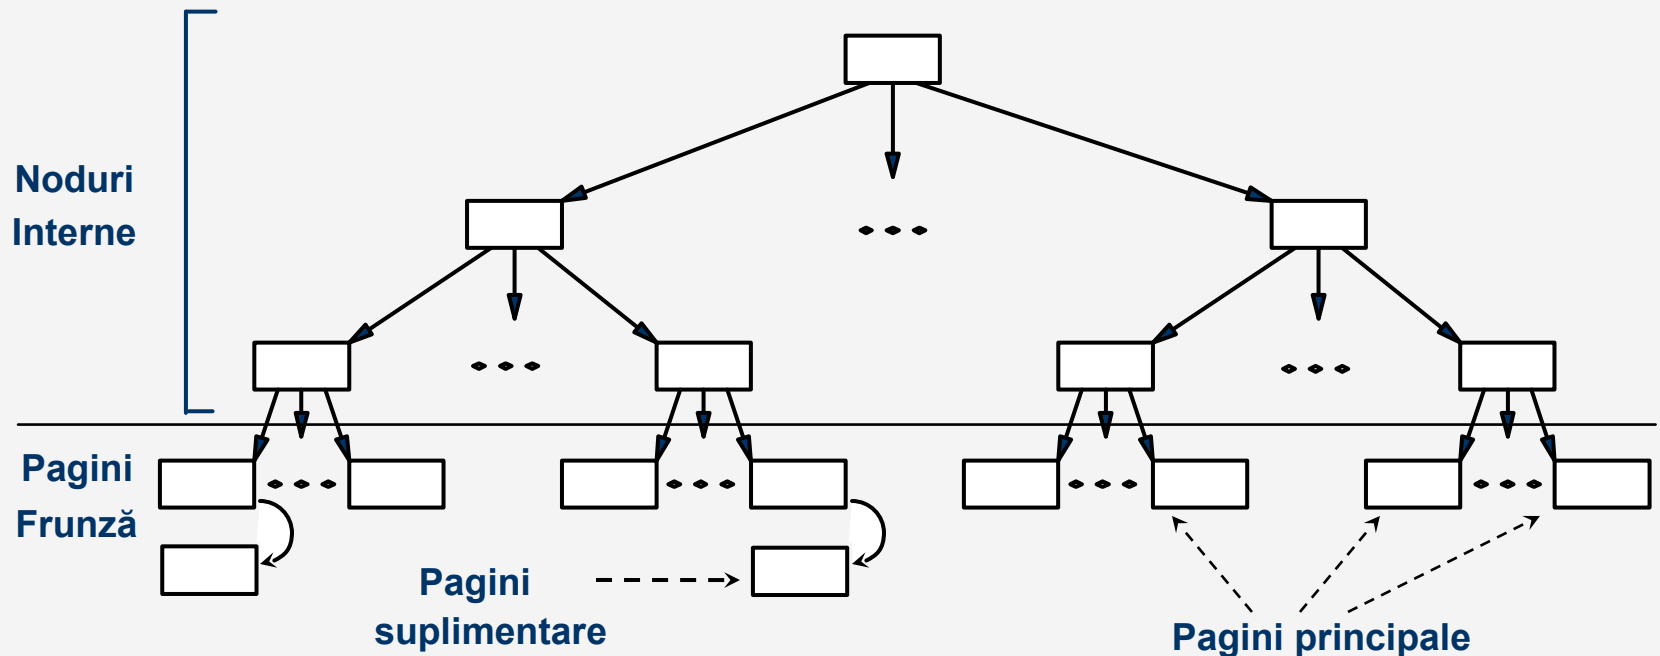 Noduri
Interne
Pagini
Frunză
Pagini
suplimentare
Pagini principale